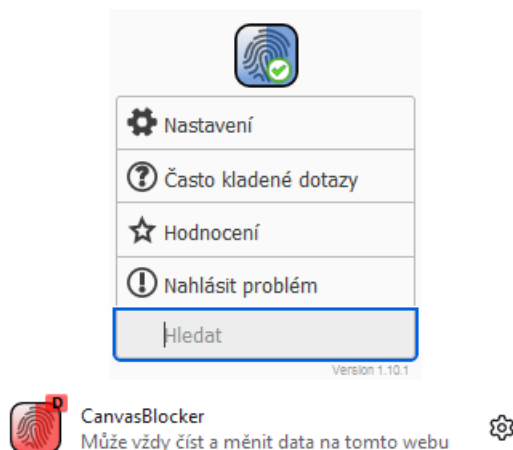 Nastavení
Často kladené dotazy
Hodnocení
Nahlásit problém
Hledat
Version 1.10.1
D
CanvasBlocker
Může vždy číst a měnit data na tomto webu